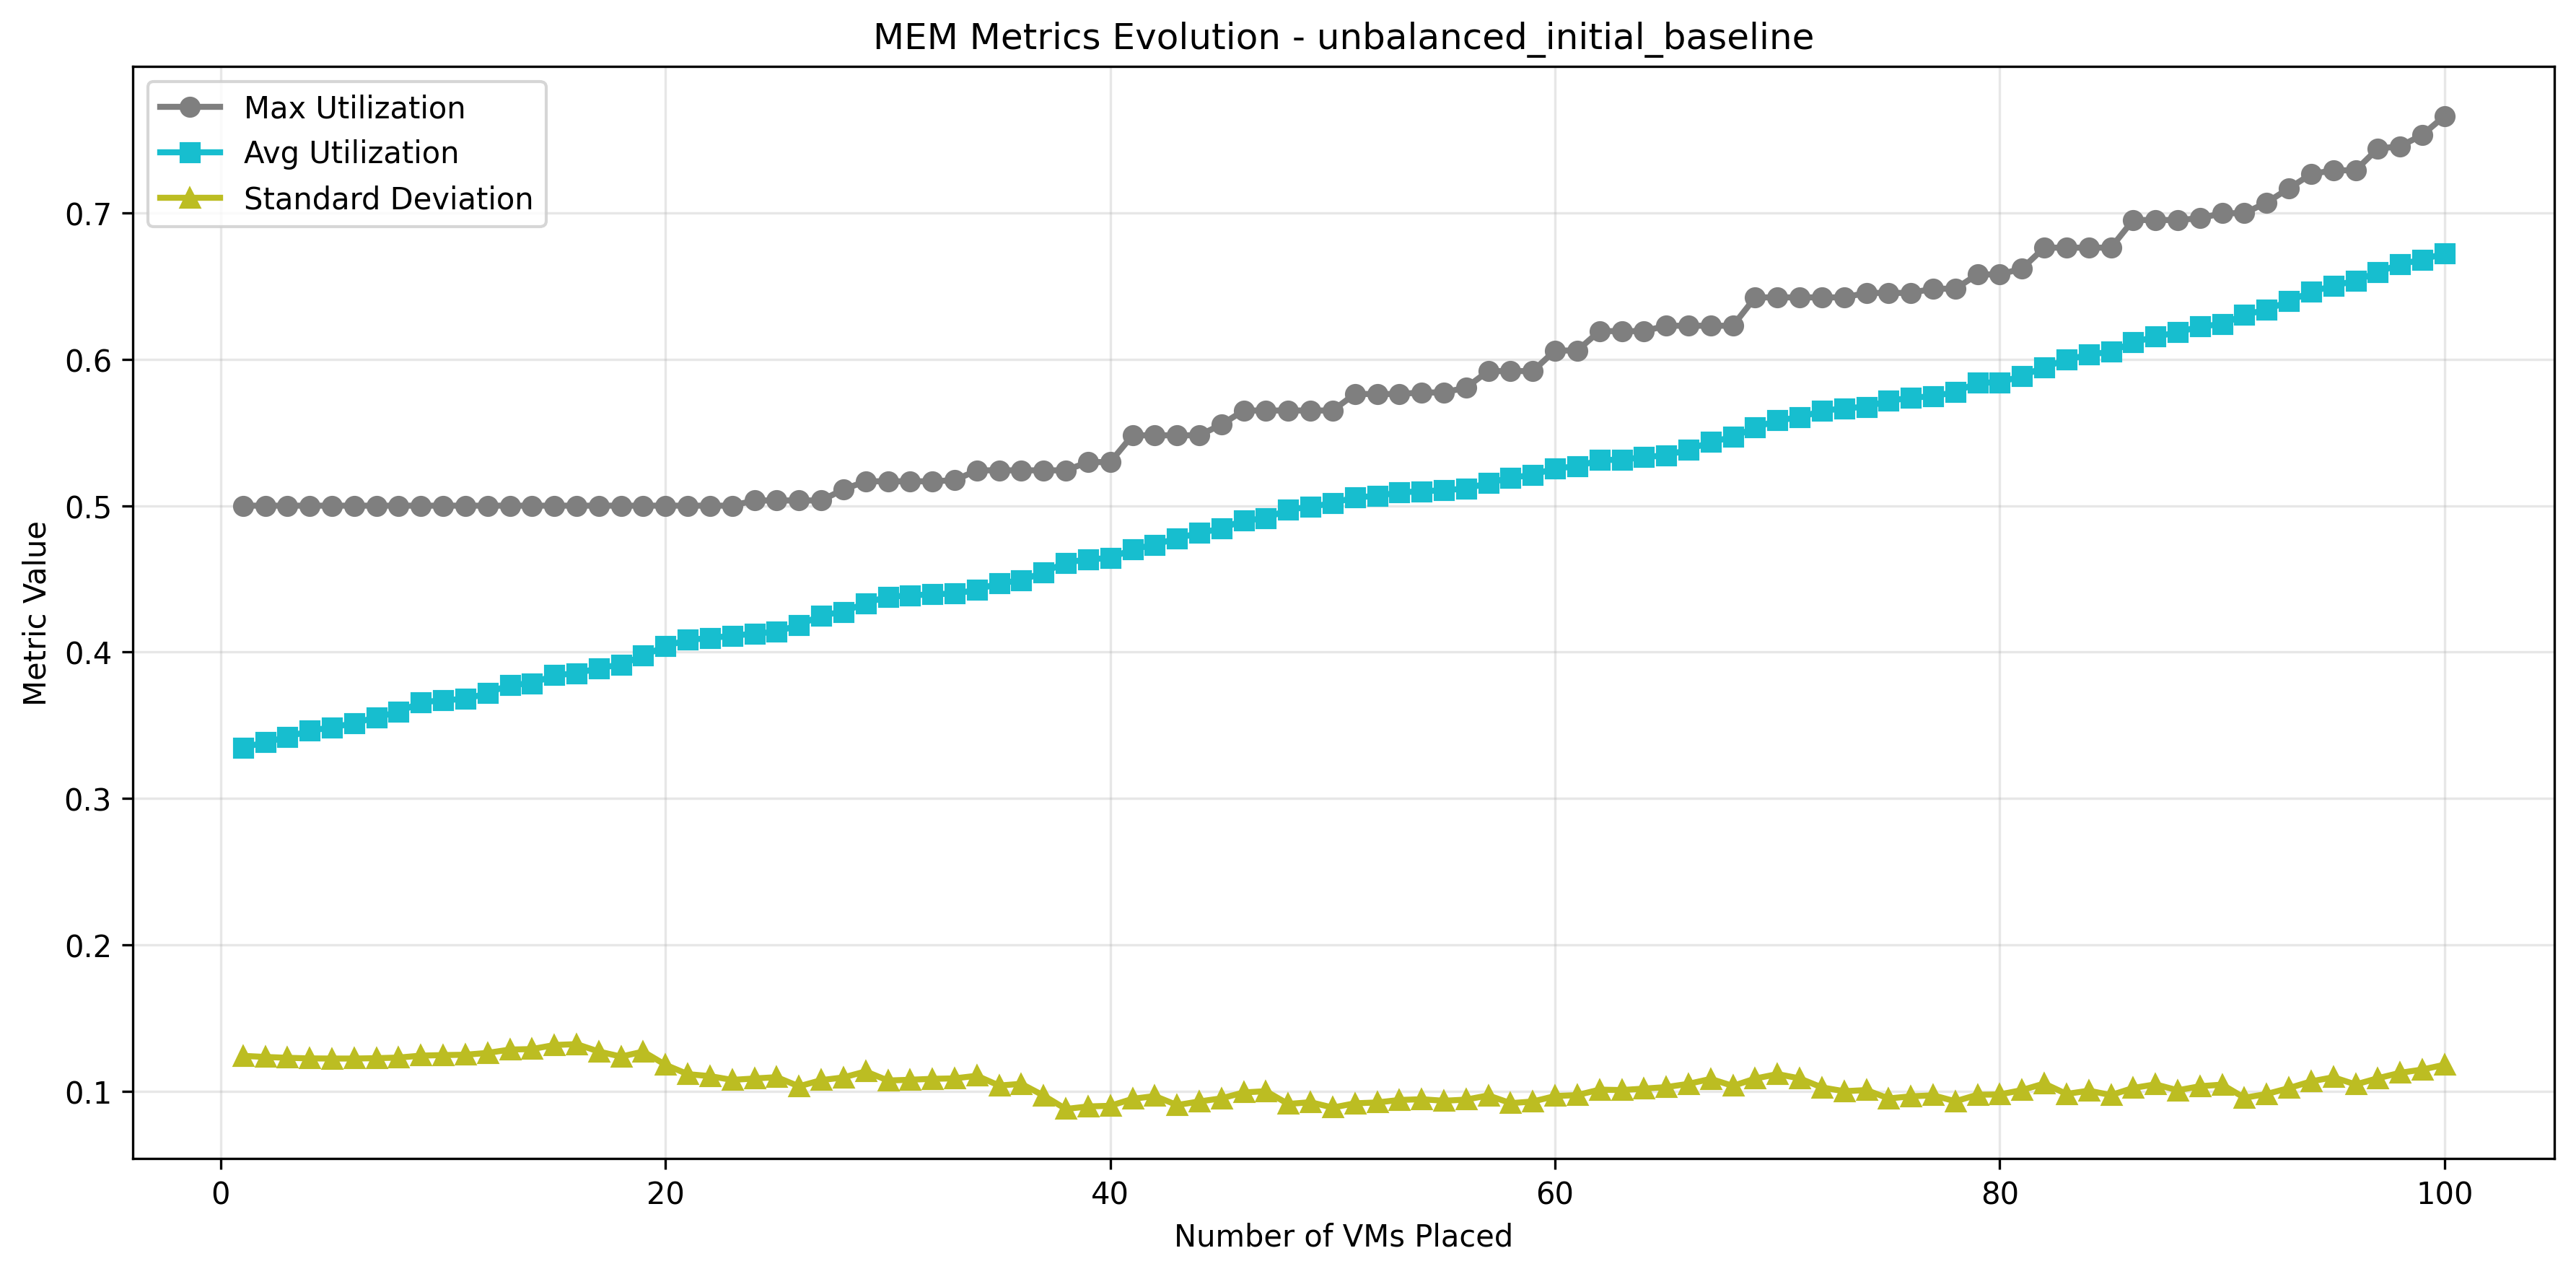 MEM Metrics Evolution - unbalanced_initial_baseline
Max Utilization
Avg Utilization
Standard Deviation
Metric Value
0.7
0.6
0.5
0.4
0.3
0.2
0.1
0 20 40 60 80 100
Number of VMs Placed